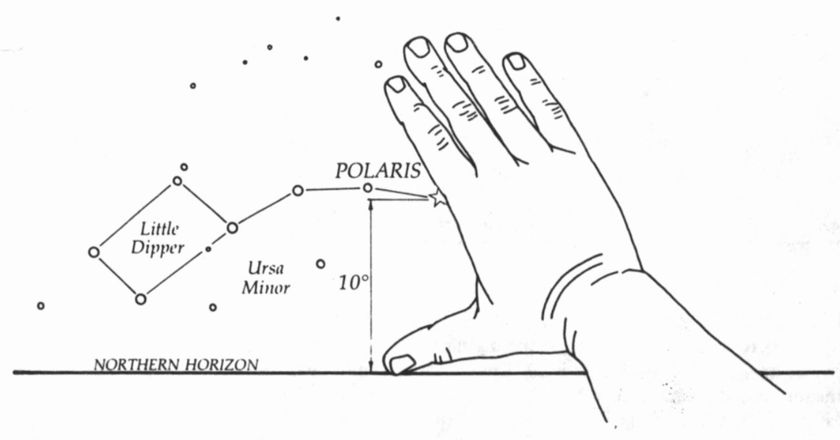 POLARIS
Little
Dipper
Ursa
Minor
10°
NORTHERN HORIZON